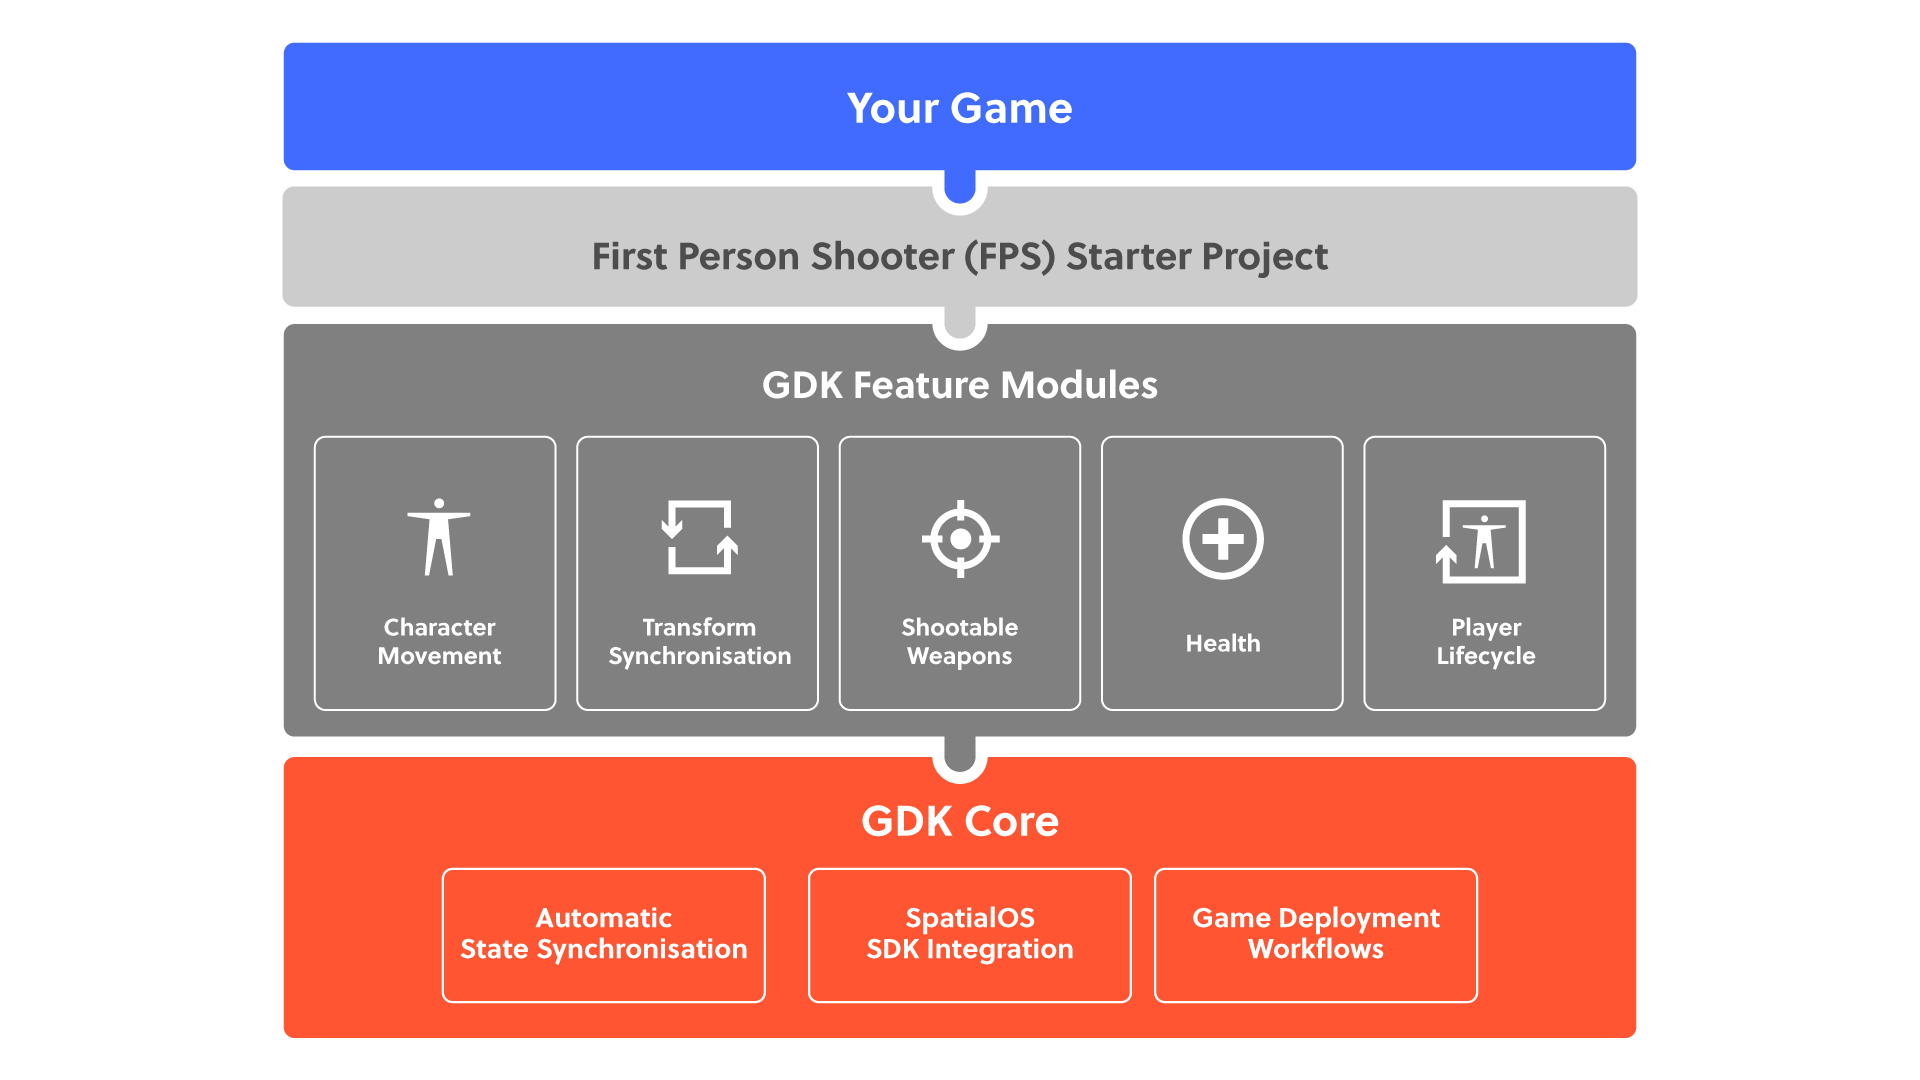 Your Game
First Person Shooter (FPS) Starter Project
GDK Feature Modules
Character
Movement
Transform
Synchronisation
Shootable
Weapons
Health
Player
Lifecycle
GDK Core
Automatic
State Synchronisation
SpatialOS
SDK Integration
Game Deployment
Workflows